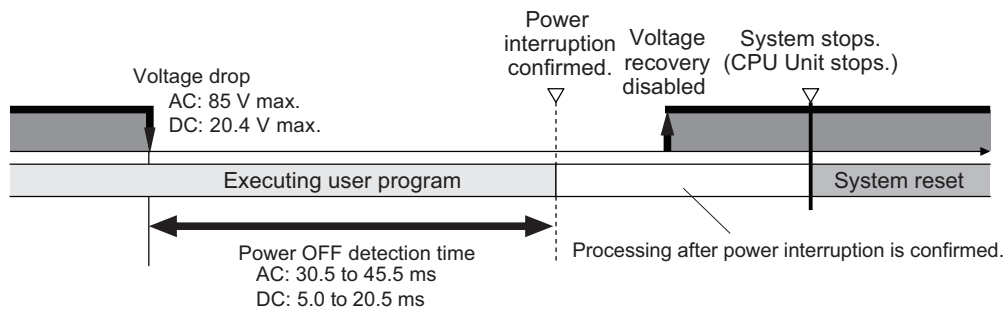 Power
interruption
confirmed.
Voltage
recovery
disabled
System stops.
(CPU Unit stops.)
Voltage drop
AC: 85 V max.
DC: 20.4 V max.
Executing user program
System reset
Power OFF detection time
AC: 30.5 to 45.5 ms
DC: 5.0 to 20.5 ms
Processing after power interruption is confirmed.